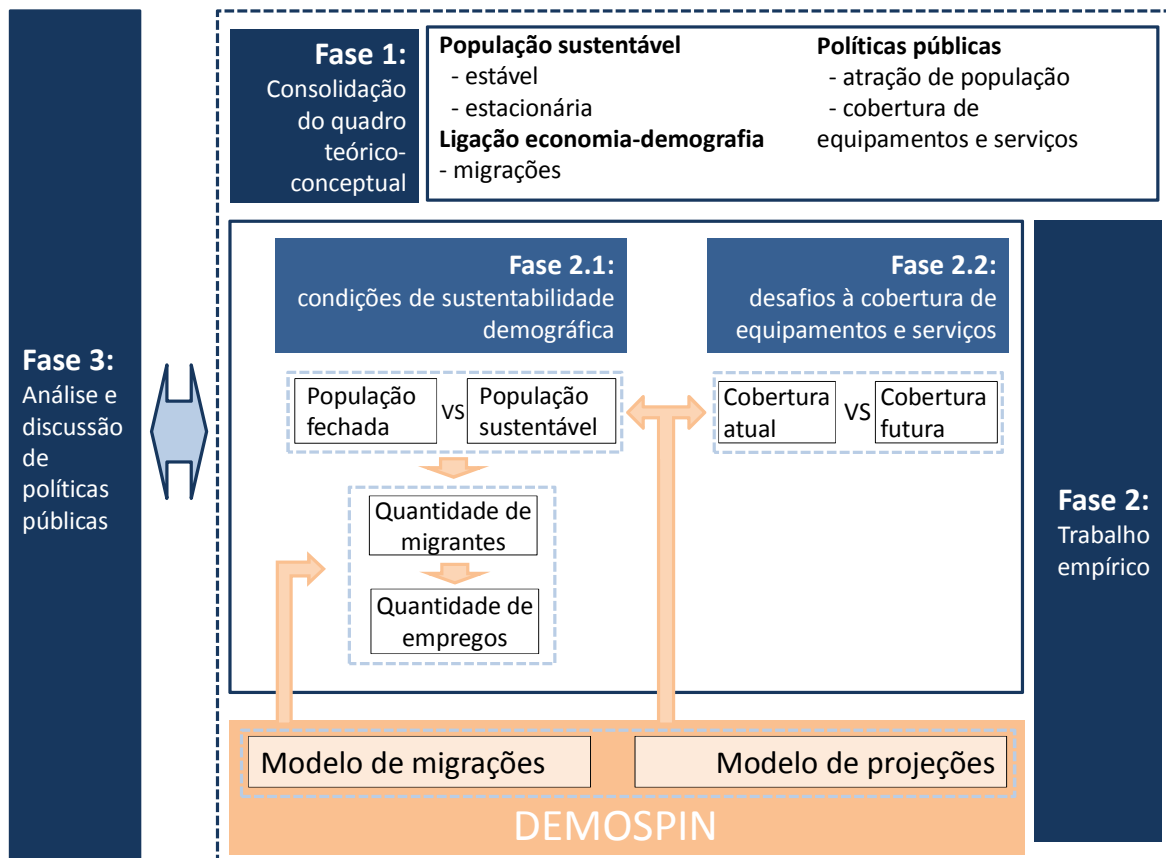 Fase 1:
Consolidação
do quadro
teórico-
conceptual
População sustentável
- estável
- estacionária
Ligação economia-demografia
- migrações
Políticas públicas
- atração de população
- cobertura de
equipamentos e serviços
Fase 3:
Análise e
discussão
de
políticas
públicas
Fase 2.1:
condições de sustentabilidade
demográfica
Fase 2.2:
desafios à cobertura de
equipamentos e serviços
População
fechada
VS
População
sustentável
Cobertura
atual
VS
Cobertura
futura
Quantidade de
migrantes
Quantidade de
empregos
Fase 2:
Trabalho
empírico
Modelo de migrações
Modelo de projeções
DEMOSPIN